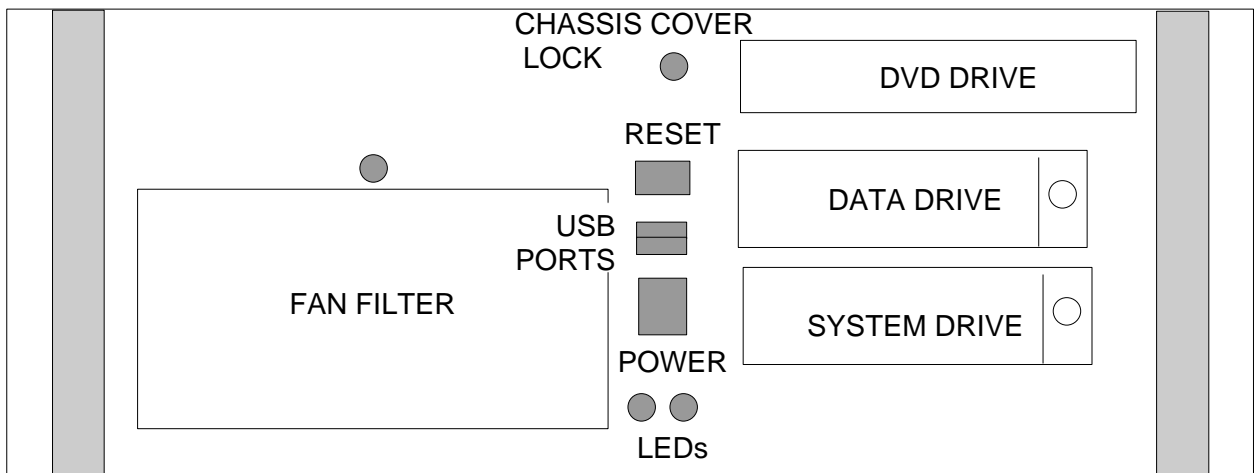 CHASSIS COVER
LOCK
DVD DRIVE
RESET
DATA DRIVE
USB
PORTS
FAN FILTER
SYSTEM DRIVE
POWER
LEDs